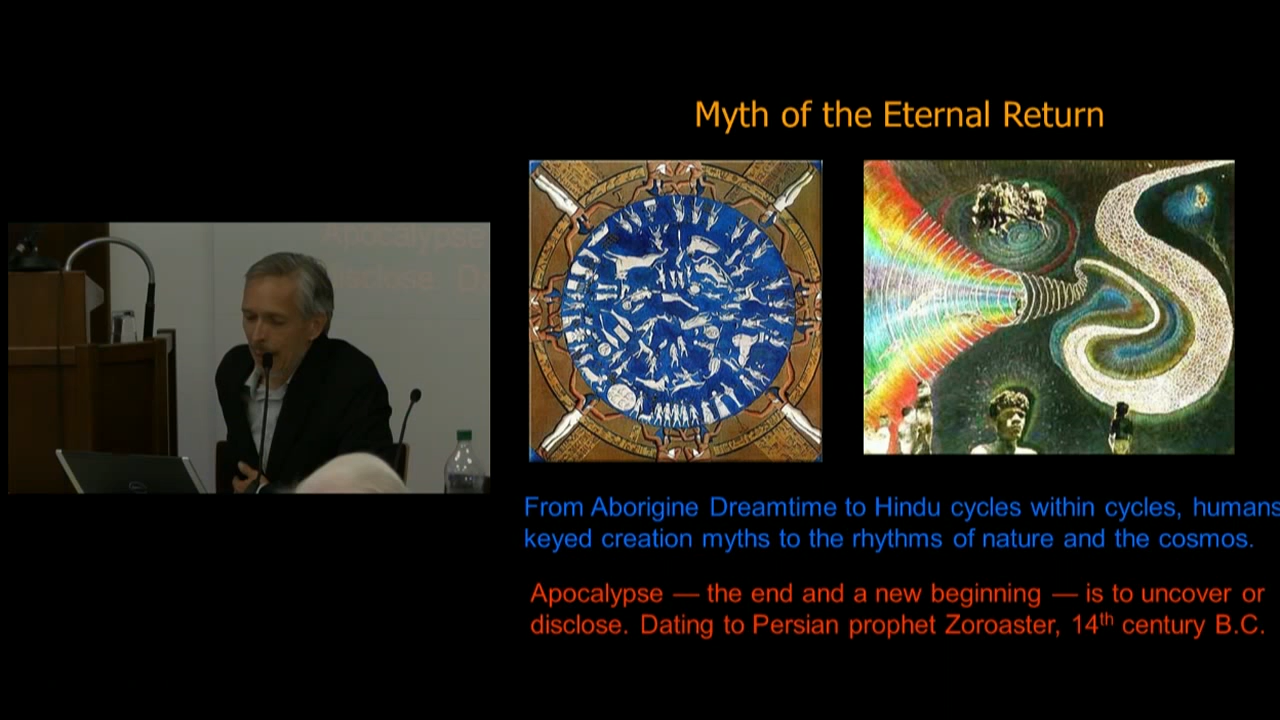 Myth of the Eternal Return
Apocalypse
isclose. D
From Aborigine Dreamtime to Hindu cycles within cycles, humans
keyed creation myths to the rhythms of nature and the cosmos.
Apocalypse — the end and a new beginning — is to uncover or
disclose. Dating to Persian prophet Zoroaster, 14th century B.C.